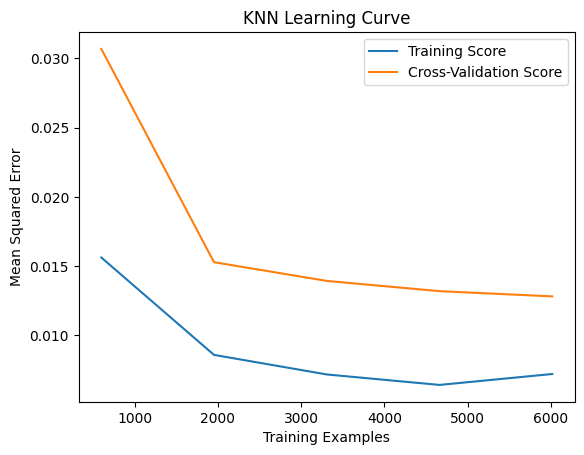 KNN Learning Curve
Training Score
Cross-Validation Score
Mean Squared Error
0.030
0.025
0.020
0.015
0.010
1000 2000 3000 4000 5000 6000
Training Examples